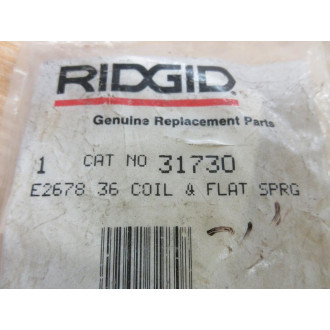 RIDGID
Genuine Replacement Parts
1 CAT NO 31730
E2678 36 COIL & FLAT SPRG